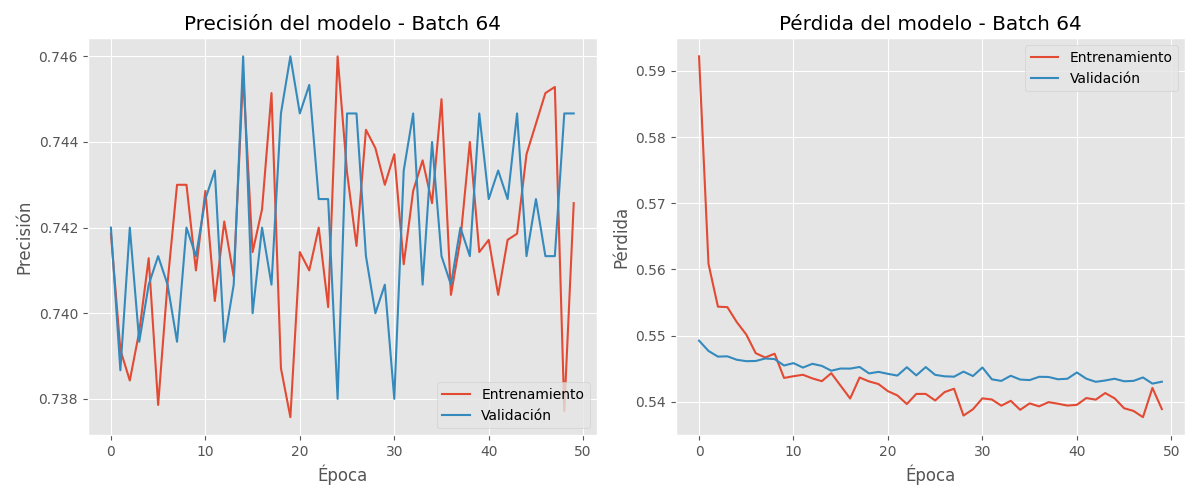 Precisión del modelo - Batch 64
Precisión
0.746
0.744
0.742
0.740
0.738
0
10
20
30
40
50
Época
Entrenamiento
Validación
Pérdida del modelo - Batch 64
Pérdida
0.59
0.58
0.57
0.56
0.55
0.54
0
10
20
30
40
50
Época
Entrenamiento
Validación